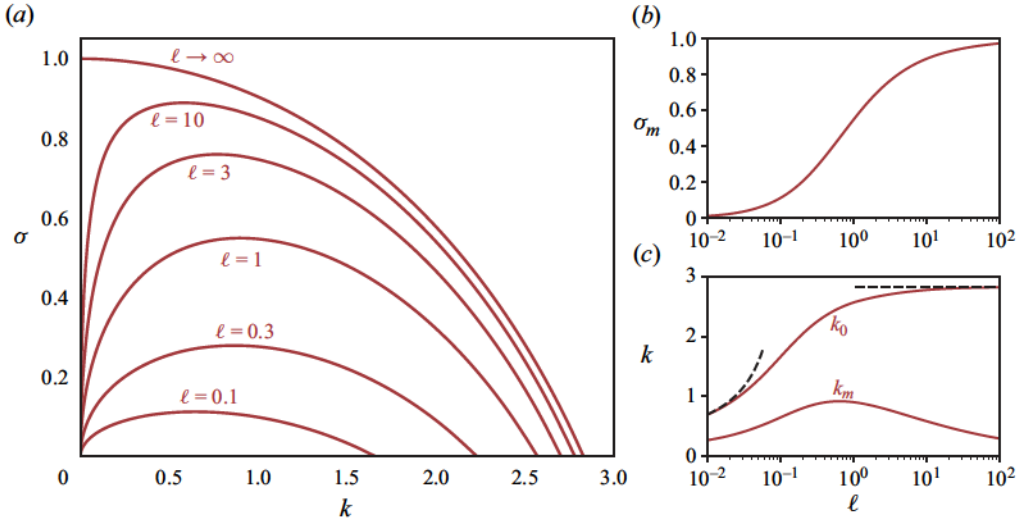 (a)
1.0
0.8
0.6
σ
0.4
0.2
ℓ → ∞
ℓ = 10
ℓ = 3
ℓ = 1
ℓ = 0.3
ℓ = 0.1
0 0.5 1.0 1.5 2.0 2.5 3.0
k
(b)
1.0
0.8
0.6
σₘ
0.4
0.2
0
10⁻² 10⁻¹ 10⁰ 10¹ 10²
(c)
3
2
k
1
0
k₀
kₘ
10⁻² 10⁻¹ 10⁰ 10¹ 10²
ℓ